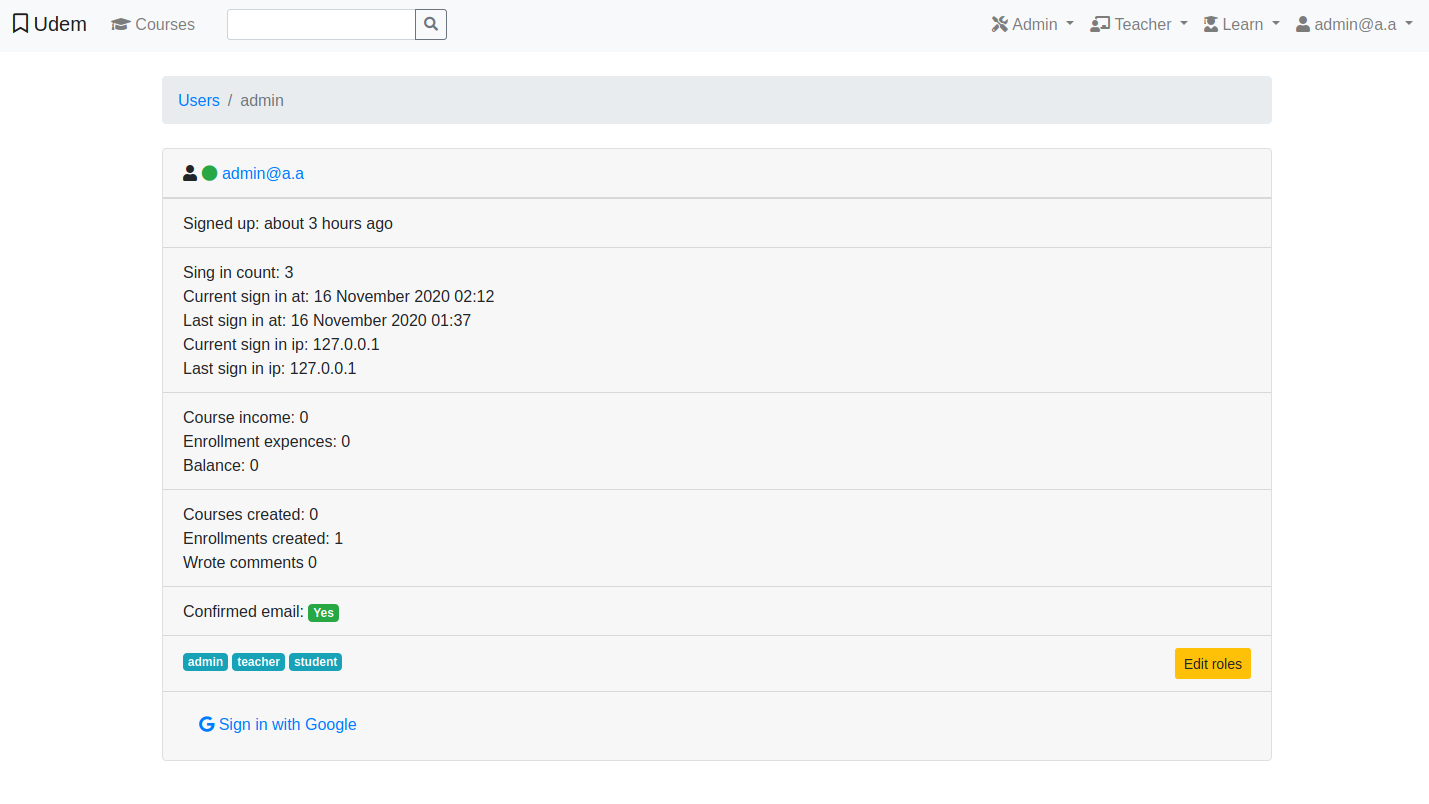 Udem Courses Admin Teacher Learn admin@a.a
Users / admin
admin@a.a
Signed up: about 3 hours ago
Sing in count: 3
Current sign in at: 16 November 2020 02:12
Last sign in at: 16 November 2020 01:37
Current sign in ip: 127.0.0.1
Last sign in ip: 127.0.0.1
Course income: 0
Enrollment expences: 0
Balance: 0
Courses created: 0
Enrollments created: 1
Wrote comments 0
Confirmed email: Yes
admin teacher student Edit roles
Sign in with Google